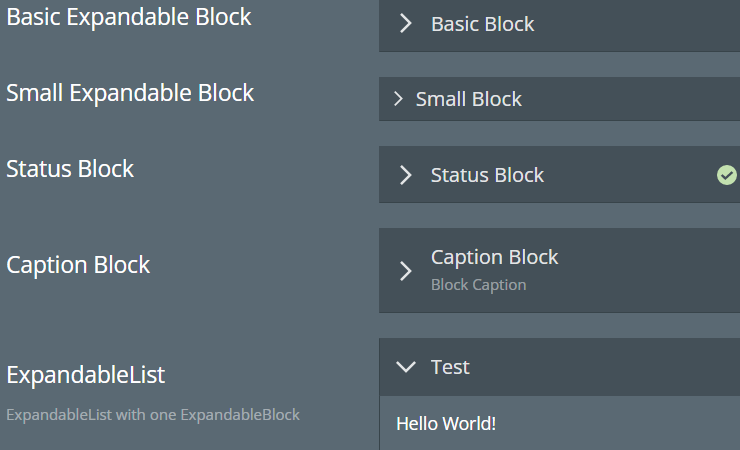 Basic Expandable Block
Basic Block
Small Expandable Block
Small Block
Status Block
Status Block
Caption Block
Caption Block
Block Caption
ExpandableList
Test
ExpandableList with one ExpandableBlock
Hello World!